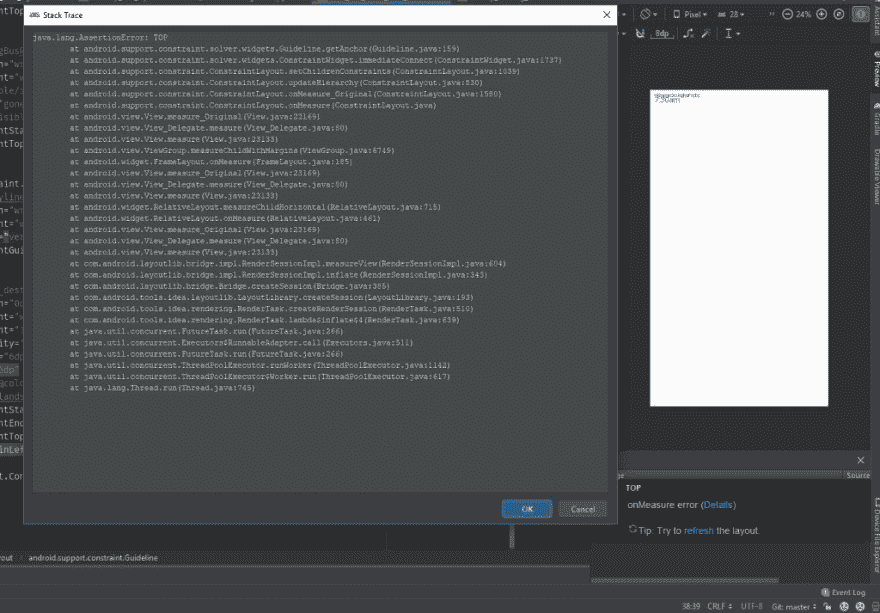 Stack Trace
java.lang.AssertionError: TOP
at android.support.constraint.solver.widgets.Guideline.getAnchor(Guideline.java:159)
at android.support.constraint.solver.widgets.ConstraintWidget.immediateConnect(ConstraintWidget.java:1737)
at android.support.constraint.ConstraintLayout.setChildrenConstraints(ConstraintLayout.java:1039)
at android.support.constraint.ConstraintLayout.updateHierarchy(ConstraintLayout.java:830)
at android.support.constraint.ConstraintLayout.onMeasure_Original(ConstraintLayout.java:1590)
at android.support.constraint.ConstraintLayout.onMeasure(ConstraintLayout.java)
at android.view.View.measure_Original(View.java:23169)
at android.view.View_Delegate.measure(View_Delegate.java:80)
at android.view.View.measure(View.java:23133)
at android.view.ViewGroup.measureChildWithMargins(ViewGroup.java:6749)
at android.widget.FrameLayout.onMeasure(FrameLayout.java:185)
at android.view.View.measure_Original(View.java:23169)
at android.view.View_Delegate.measure(View_Delegate.java:80)
at android.view.View.measure(View.java:23133)
at android.widget.RelativeLayout.measureChildHorizontal(RelativeLayout.java:715)
at android.widget.RelativeLayout.onMeasure(RelativeLayout.java:461)
at android.view.View.measure_Original(View.java:23169)
at android.view.View_Delegate.measure(View_Delegate.java:80)
at android.view.View.measure(View.java:23133)
at com.android.layoutlib.bridge.impl.RenderSessionImpl.measureView(RenderSessionImpl.java:604)
at com.android.layoutlib.bridge.impl.RenderSessionImpl.inflate(RenderSessionImpl.java:343)
at com.android.layoutlib.bridge.Bridge.createSession(Bridge.java:395)
at com.android.tools.idea.layoutlib.LayoutLibrary.createSession(LayoutLibrary.java:193)
at com.android.tools.idea.rendering.RenderTask.createRenderSession(RenderTask.java:510)
at com.android.tools.idea.rendering.RenderTask.lambda$inflate$4(RenderTask.java:639)
at java.util.concurrent.FutureTask.run(FutureTask.java:266)
at java.util.concurrent.Executors$RunnableAdapter.call(Executors.java:511)
at java.util.concurrent.FutureTask.run(FutureTask.java:266)
at java.util.concurrent.ThreadPoolExecutor.runWorker(ThreadPoolExecutor.java:1142)
at java.util.concurrent.ThreadPoolExecutor$Worker.run(ThreadPoolExecutor.java:617)
at java.lang.Thread.run(Thread.java:745)
OK Cancel
Pixel 28 24%
8dp
Assistant
Preview
Gradle
Drawable Viewer
Device File Explorer
Source
TOP
onMeasure error (Details)
Tip: Try to refresh the layout.
android.support.constraint.Guideline
Event Log
38:39 CRLF UTF-8 Git: master